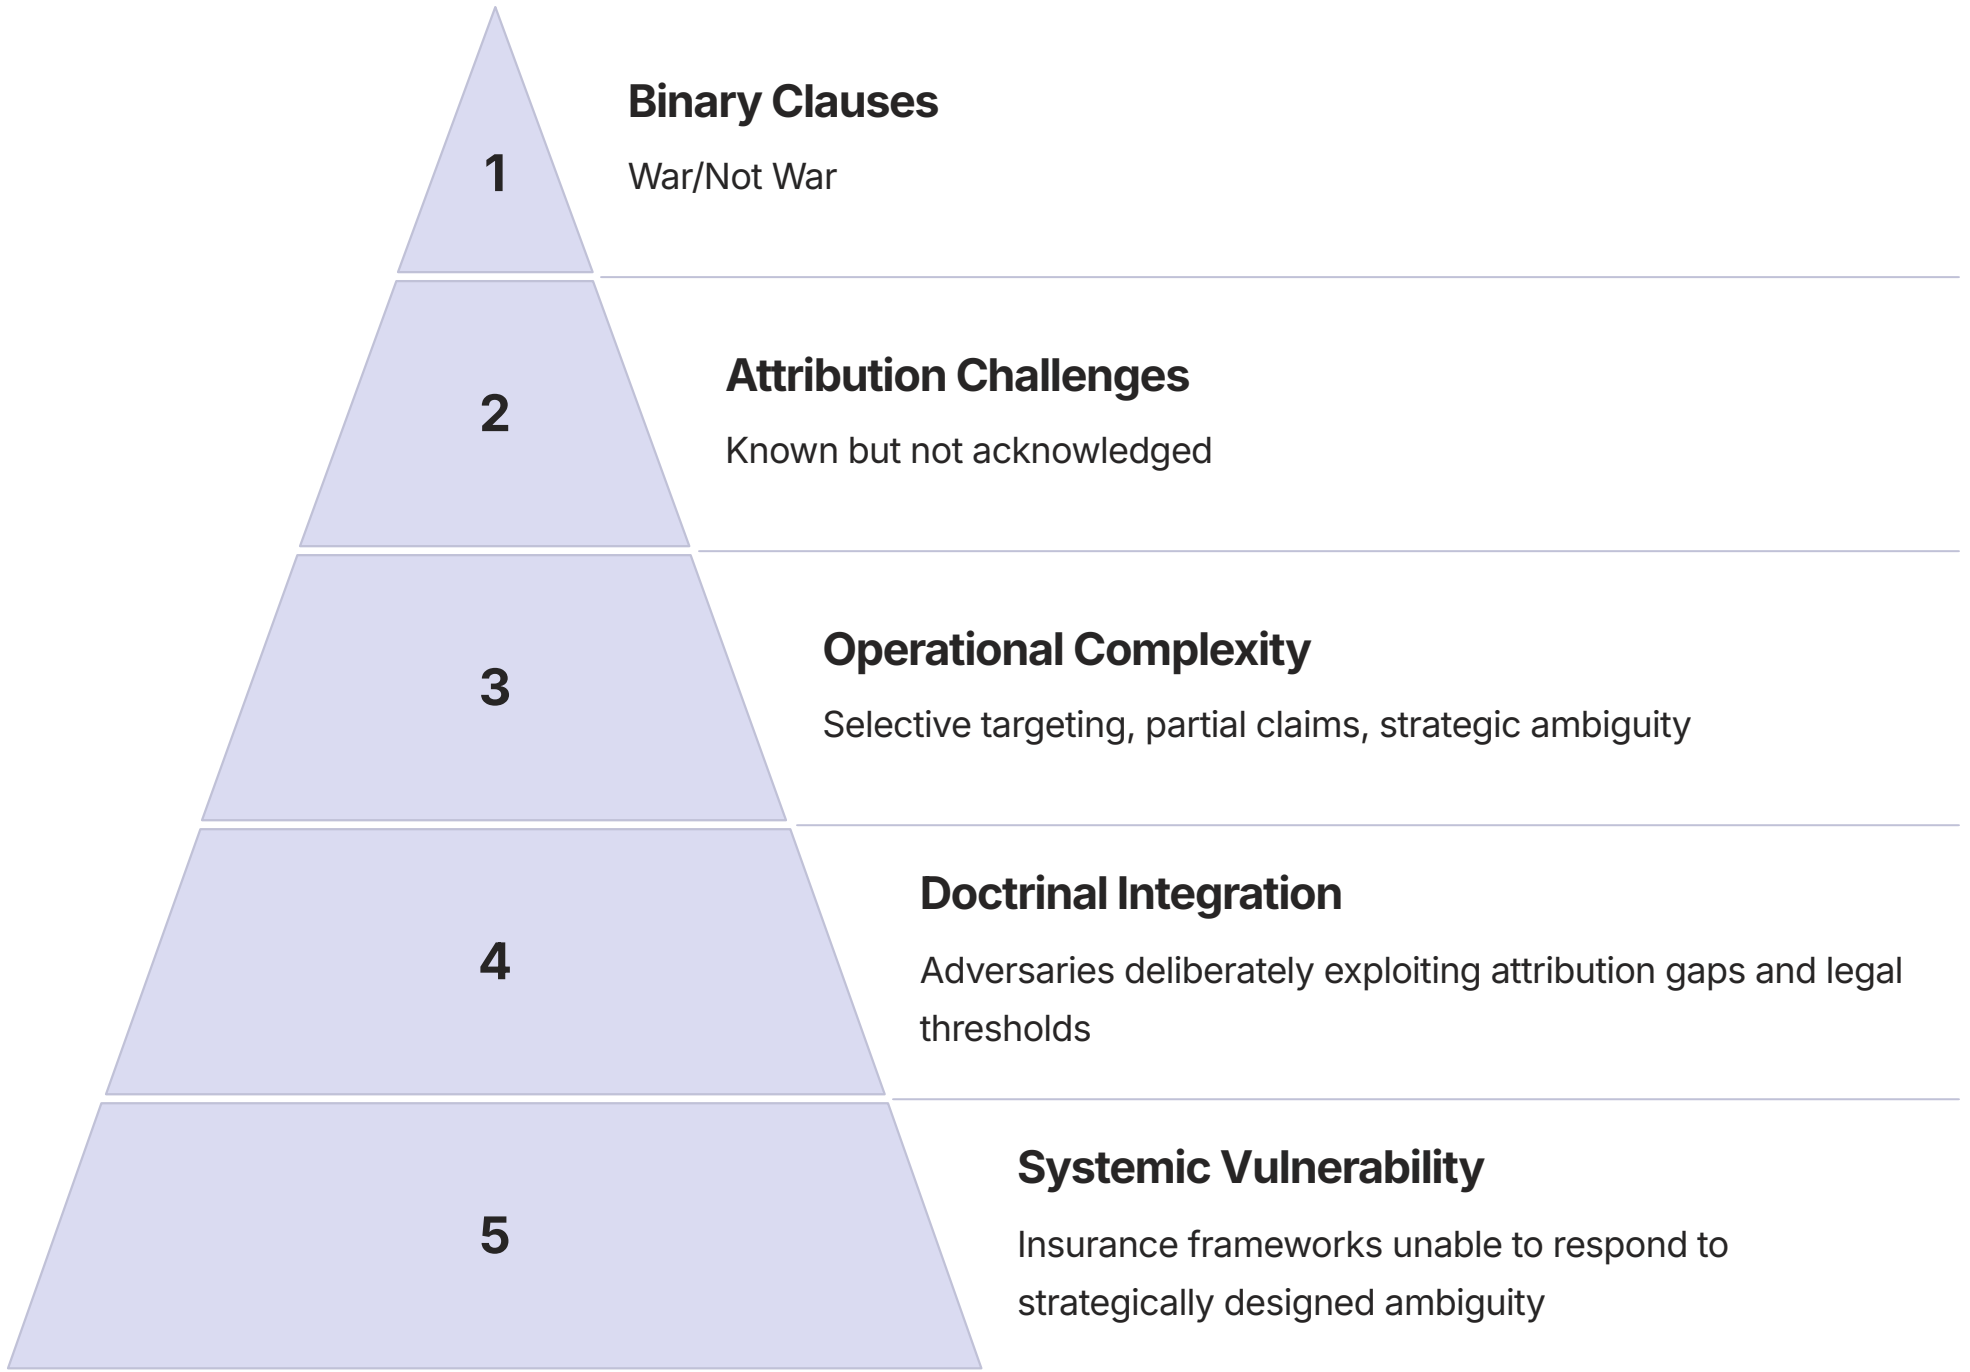 1
Binary Clauses
War/Not War
2
Attribution Challenges
Known but not acknowledged
3
Operational Complexity
Selective targeting, partial claims, strategic ambiguity
4
Doctrinal Integration
Adversaries deliberately exploiting attribution gaps and legal
thresholds
5
Systemic Vulnerability
Insurance frameworks unable to respond to
strategically designed ambiguity